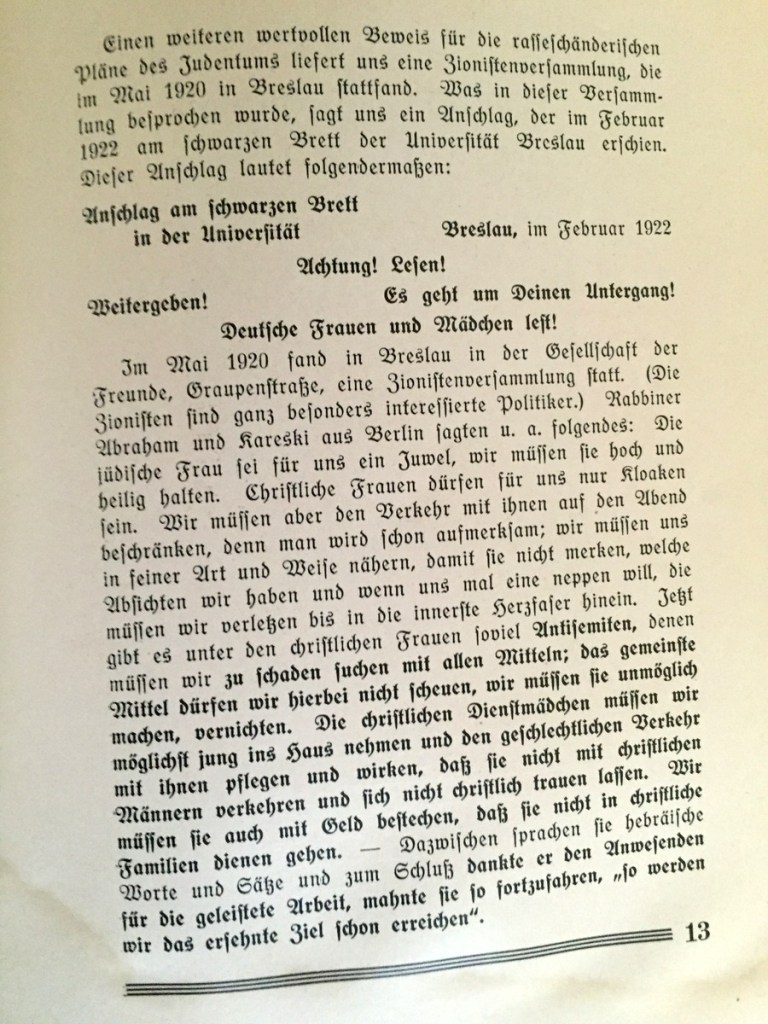 Einen weiteren wertvollen Beweis für die rasseschänderischen
Pläne des Judentums liefert uns eine Zionistenversammlung, die
im Mai 1920 in Breslau stattfand. Was in dieser Versamm-
lung besprochen wurde, sagt uns ein Anschlag, der im Februar
1922 am schwarzen Brett der Universität Breslau erschien.
Dieser Anschlag lautet folgendermaßen:
Anschlag am schwarzen Brett
in der Universität Breslau, im Februar 1922
Achtung! Lesen!
Weitergeben! Es geht um Deinen Untergang!
Deutsche Frauen und Mädchen lest!
Im Mai 1920 fand in Breslau in der Gesellschaft der
Freunde, Graupenstraße, eine Zionistenversammlung statt. (Die
Zionisten sind ganz besonders interessierte Politiker.) Rabbiner
Abraham und Kareski aus Berlin sagten u. a. folgendes: Die
jüdische Frau sei für uns ein Juwel, wir müssen sie hoch und
heilig halten. Christliche Frauen dürfen für uns nur Kloaken
sein. Wir müssen aber den Verkehr mit ihnen auf den Abend
beschränken, denn man wird schon aufmerksam; wir müssen uns
in feiner Art und Weise nähern, damit sie nicht merken, welche
Absichten wir haben und wenn uns mal eine neppen will, die
müssen wir verletzen bis in die innerste Herzfaser hinein. Jetzt
gibt es unter den christlichen Frauen soviel Antisemiten, denen
müssen wir zu schaden suchen mit allen Mitteln; das gemeinste
Mittel dürfen wir hierbei nicht scheuen, wir müssen sie unmöglich
machen, vernichten. Die christlichen Dienstmädchen müssen wir
möglichst jung ins Haus nehmen und den geschlechtlichen Verkehr
mit ihnen pflegen und wirken, daß sie nicht mit christlichen
Männern verkehren und sich nicht christlich trauen lassen. Wir
müssen sie auch mit Geld bestechen, daß sie nicht in christliche
Familien dienen gehen. — Dazwischen sprachen sie hebräische
Worte und Sätze und zum Schluß dankte er den Anwesenden
für die geleistete Arbeit, mahnte sie so fortzufahren, „so werden
wir das ersehnte Ziel schon erreichen“.
13